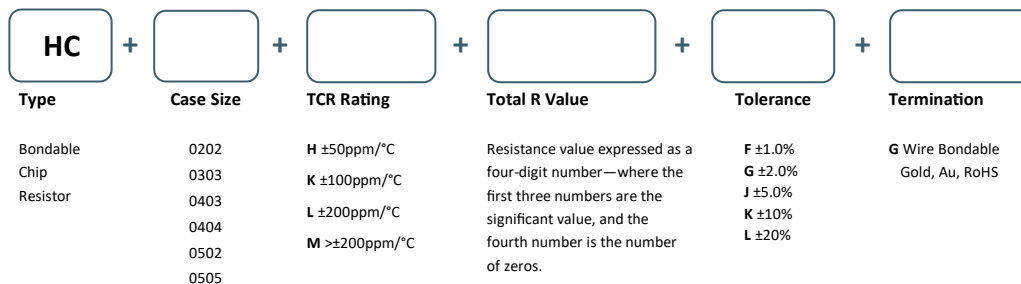 HC + + + + +
Type Case Size TCR Rating Total R Value Tolerance Termination
Bondable
Chip
Resistor
0202
0303
0403
0404
0502
0505
H ±50ppm/°C
K ±100ppm/°C
L ±200ppm/°C
M >±200ppm/°C
Resistance value expressed as a
four-digit number—where the
first three numbers are the
significant value, and the
fourth number is the number
of zeros.
F ±1.0%
G ±2.0%
J ±5.0%
K ±10%
L ±20%
G Wire Bondable
Gold, Au, RoHS